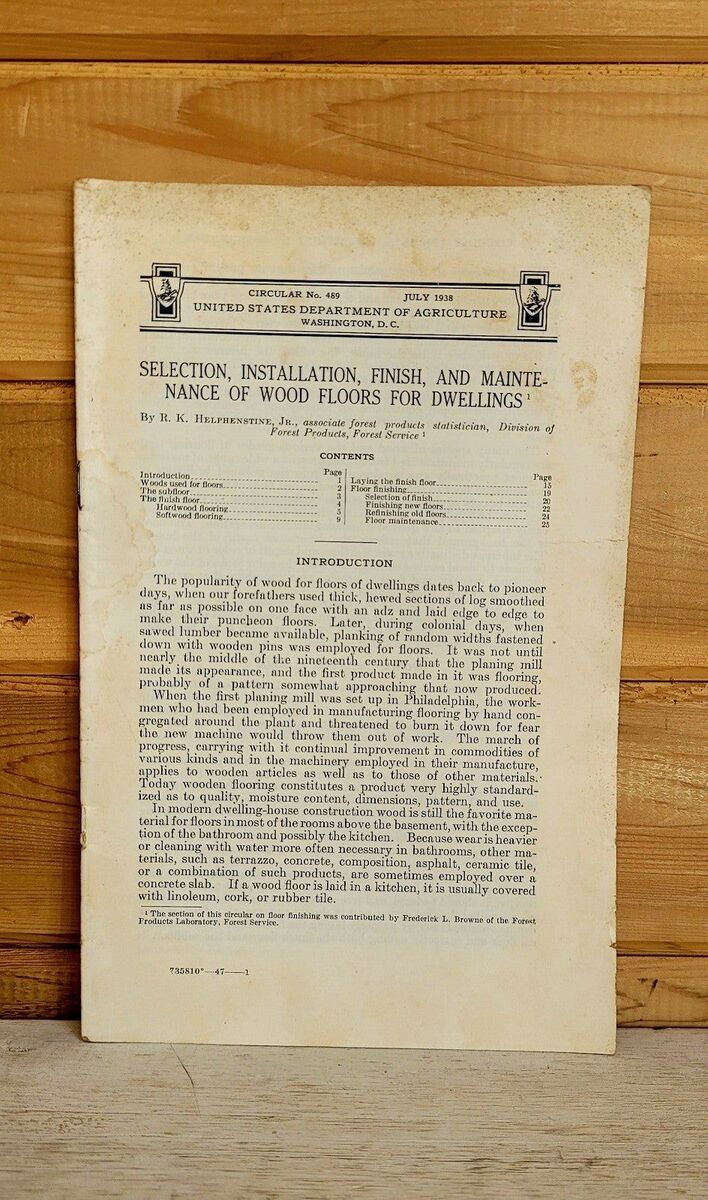 CIRCULAR No. 489 JULY 1938
UNITED STATES DEPARTMENT OF AGRICULTURE
WASHINGTON, D. C.
SELECTION, INSTALLATION, FINISH, AND MAINTE-
NANCE OF WOOD FLOORS FOR DWELLINGS 1
By R. K. HELPHENSTINE, JR., associate forest products statistician, Division of
Forest Products, Forest Service 1
CONTENTS
Page
Introduction 1
Woods used for floors 2
The subfloor 3
The finish floor 4
Hardwood flooring 5
Softwood flooring 9
Page
Laying the finish floor 15
Floor finishing 19
Selection of finish 20
Finishing new floors 22
Refinishing old floors 24
Floor maintenance 25
INTRODUCTION
The popularity of wood for floors of dwellings dates back to pioneer
days, when our forefathers used thick, hewed sections of log smoothed
as far as possible on one face with an adz and laid edge to edge to
make their puncheon floors. Later, during colonial days, when
sawed lumber became available, planking of random widths fastened
down with wooden pins was employed for floors. It was not until
nearly the middle of the nineteenth century that the planing mill
made its appearance, and the first product made in it was flooring,
probably of a pattern somewhat approaching that now produced.
When the first planing mill was set up in Philadelphia, the work-
men who had been employed in manufacturing flooring by hand con-
gregated around the plant and threatened to burn it down for fear
the new machine would throw them out of work. The march of
progress, carrying with it continual improvement in commodities of
various kinds and in the machinery employed in their manufacture,
applies to wooden articles as well as to those of other materials.
Today wooden flooring constitutes a product very highly standard-
ized as to quality, moisture content, dimensions, pattern, and use.
In modern dwelling-house construction wood is still the favorite ma-
terial for floors in most of the rooms above the basement, with the excep-
tion of the bathroom and possibly the kitchen. Because wear is heavier
or cleaning with water more often necessary in bathrooms, other ma-
terials, such as terrazzo, concrete, composition, asphalt, ceramic tile,
or a combination of such products, are sometimes employed over a
concrete slab. If a wood floor is laid in a kitchen, it is usually covered
with linoleum, cork, or rubber tile.
1 The section of this circular on floor finishing was contributed by Frederick L. Browne of the Forest
Products Laboratory, Forest Service.
735810°—47——1